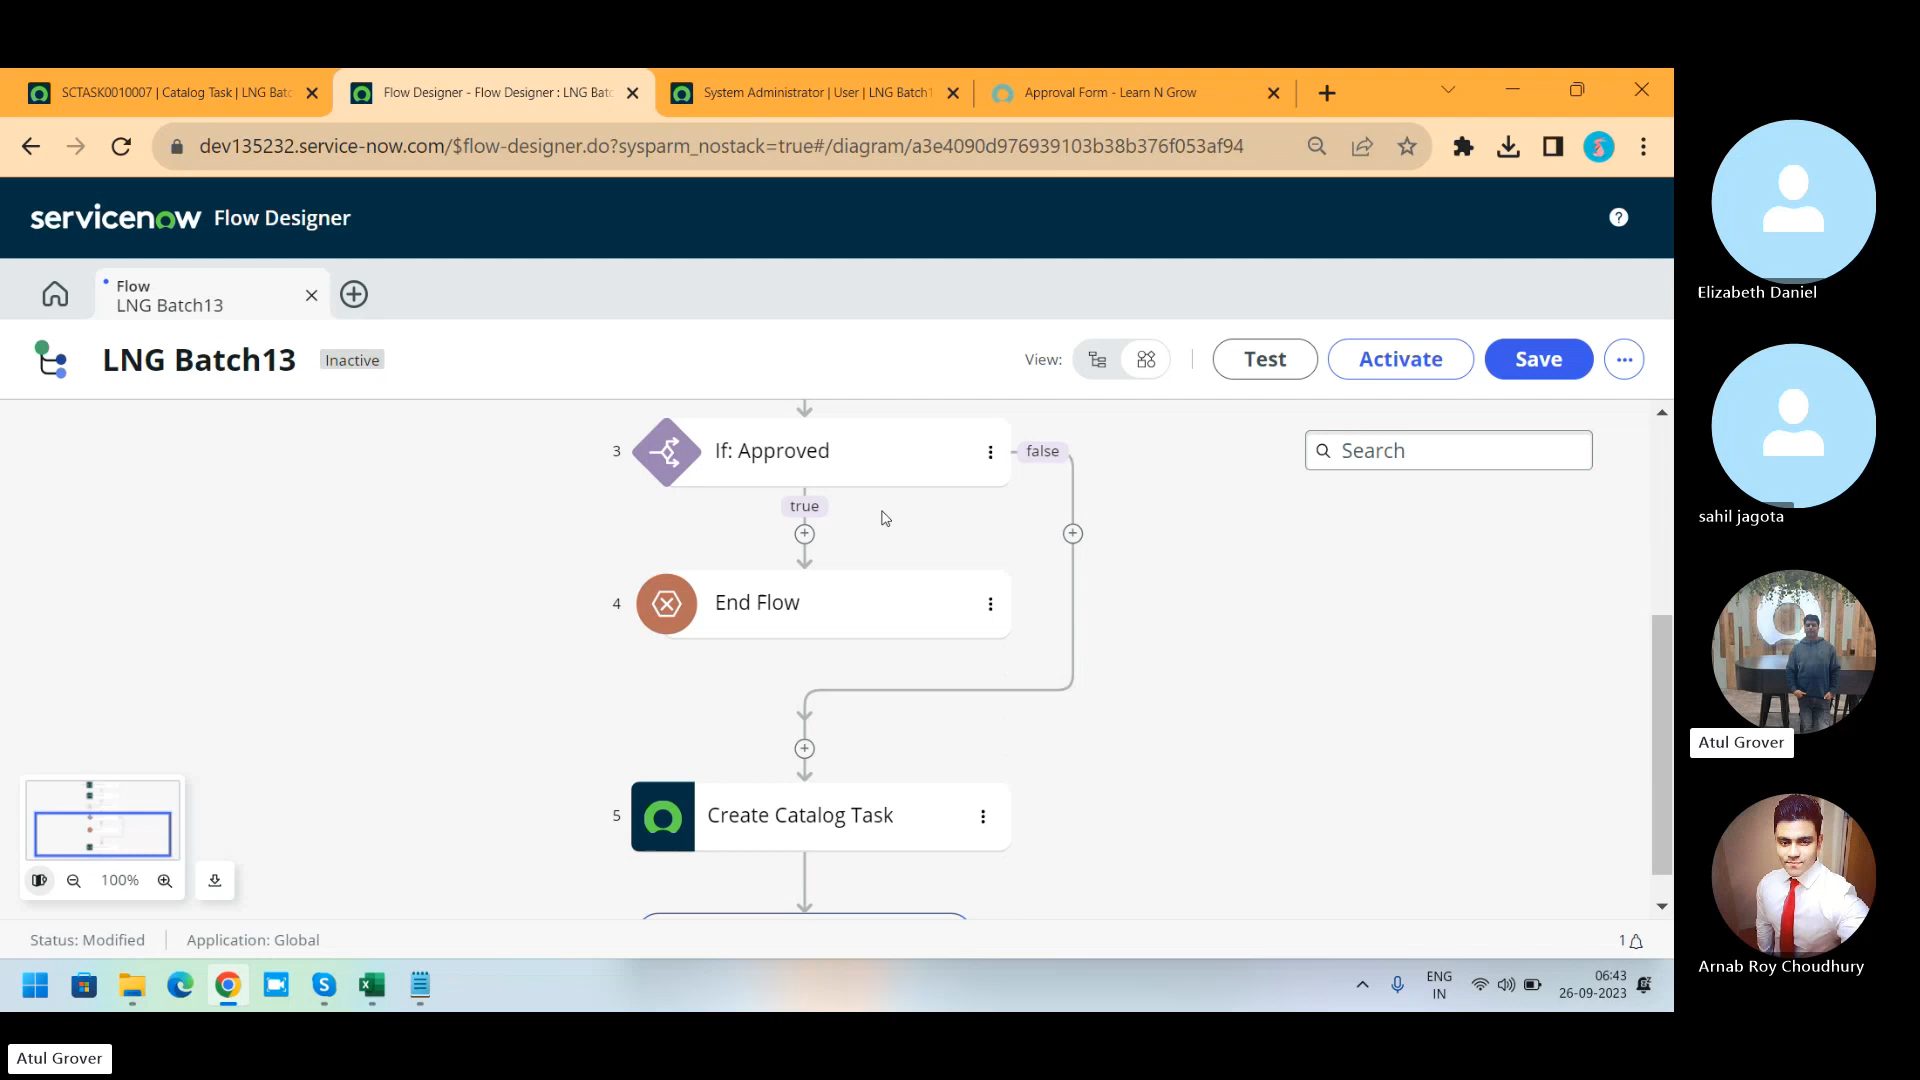 SCTASK0010007 | Catalog Task | LNG Batc
Flow Designer - Flow Designer : LNG Batc
System Administrator | User | LNG Batch1
Approval Form - Learn N Grow
dev135232.service-now.com/$flow-designer.do?sysparm_nostack=true#/diagram/a3e4090d976939103b38b376f053af94
servicenow Flow Designer
Flow
LNG Batch13
LNG Batch13
Inactive
View:
Test
Activate
Save
3
If: Approved
false
Search
true
4
End Flow
5
Create Catalog Task
100%
Status: Modified
Application: Global
1
ENG
IN
06:43
26-09-2023
Elizabeth Daniel
sahil jagota
Atul Grover
Arnab Roy Choudhury
Atul Grover